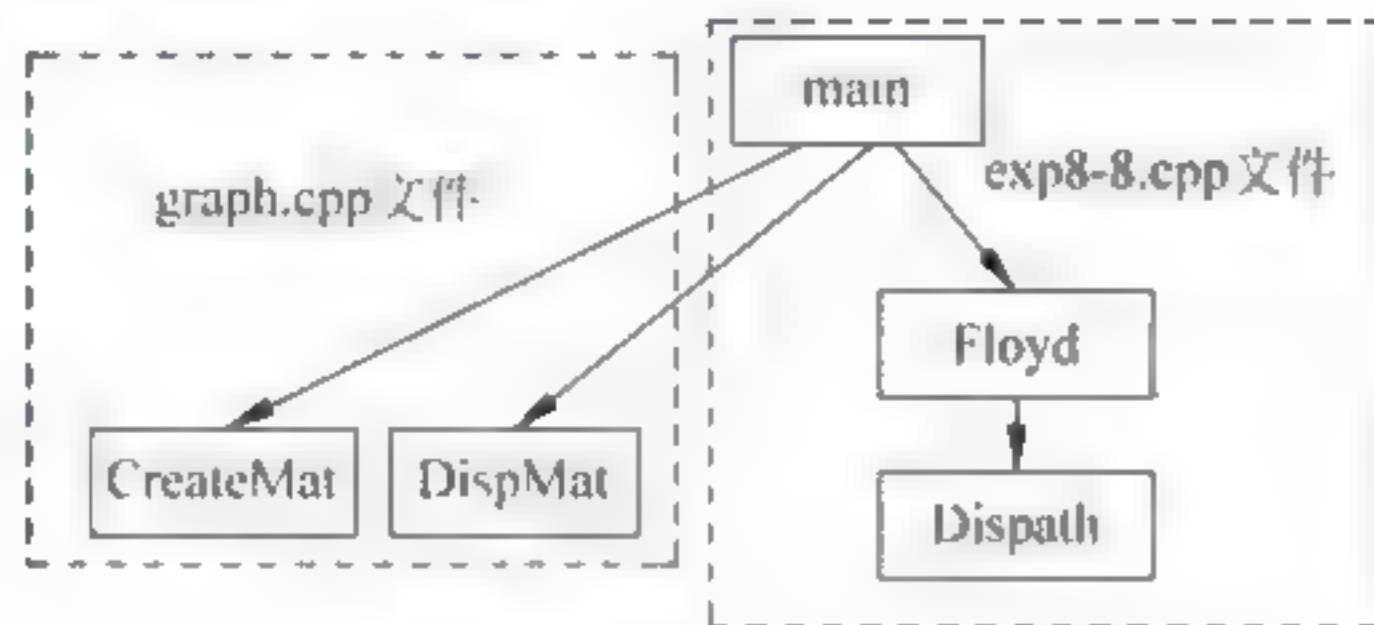 main
graph.cpp 文件
exp8-8.cpp 文件
Floyd
CreateMat
DispMat
Dispath